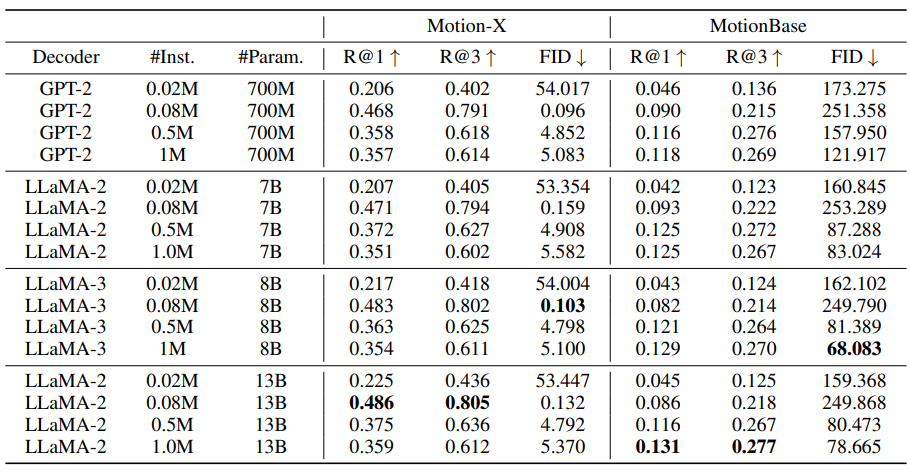 Motion-X MotionBase
Decoder #Inst. #Param. R@1 ↑ R@3 ↑ FID ↓ R@1 ↑ R@3 ↑ FID ↓
GPT-2 0.02M 700M 0.206 0.402 54.017 0.046 0.136 173.275
GPT-2 0.08M 700M 0.468 0.791 0.096 0.090 0.215 251.358
GPT-2 0.5M 700M 0.358 0.618 4.852 0.116 0.276 157.950
GPT-2 1M 700M 0.357 0.614 5.083 0.118 0.269 121.917
LLaMA-2 0.02M 7B 0.207 0.405 53.354 0.042 0.123 160.845
LLaMA-2 0.08M 7B 0.471 0.794 0.159 0.093 0.222 253.289
LLaMA-2 0.5M 7B 0.372 0.627 4.908 0.125 0.272 87.288
LLaMA-2 1.0M 7B 0.351 0.602 5.582 0.125 0.267 83.024
LLaMA-3 0.02M 8B 0.217 0.418 54.004 0.043 0.124 162.102
LLaMA-3 0.08M 8B 0.483 0.802 0.103 0.082 0.214 249.790
LLaMA-3 0.5M 8B 0.363 0.625 4.798 0.121 0.264 81.389
LLaMA-3 1M 8B 0.354 0.611 5.100 0.129 0.270 68.083
LLaMA-2 0.02M 13B 0.225 0.436 53.447 0.045 0.125 159.368
LLaMA-2 0.08M 13B 0.486 0.805 0.132 0.086 0.218 249.868
LLaMA-2 0.5M 13B 0.375 0.636 4.792 0.116 0.267 80.473
LLaMA-2 1.0M 13B 0.359 0.612 5.370 0.131 0.277 78.665